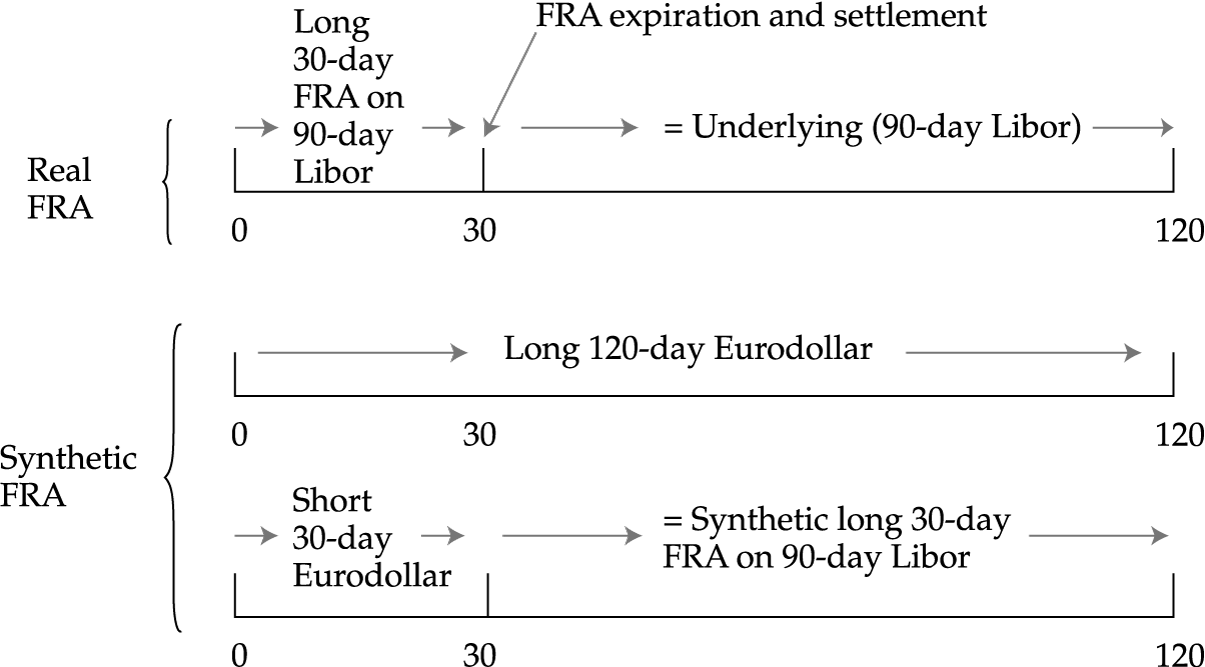 FRA expiration and settlement
Long
30-day
FRA on
90-day
Libor
= Underlying (90-day Libor)
Real
FRA
0
30
120
Long 120-day Eurodollar
0
30
120
Synthetic
FRA
Short
30-day
Eurodollar
= Synthetic long 30-day
FRA on 90-day Libor
0
30
120